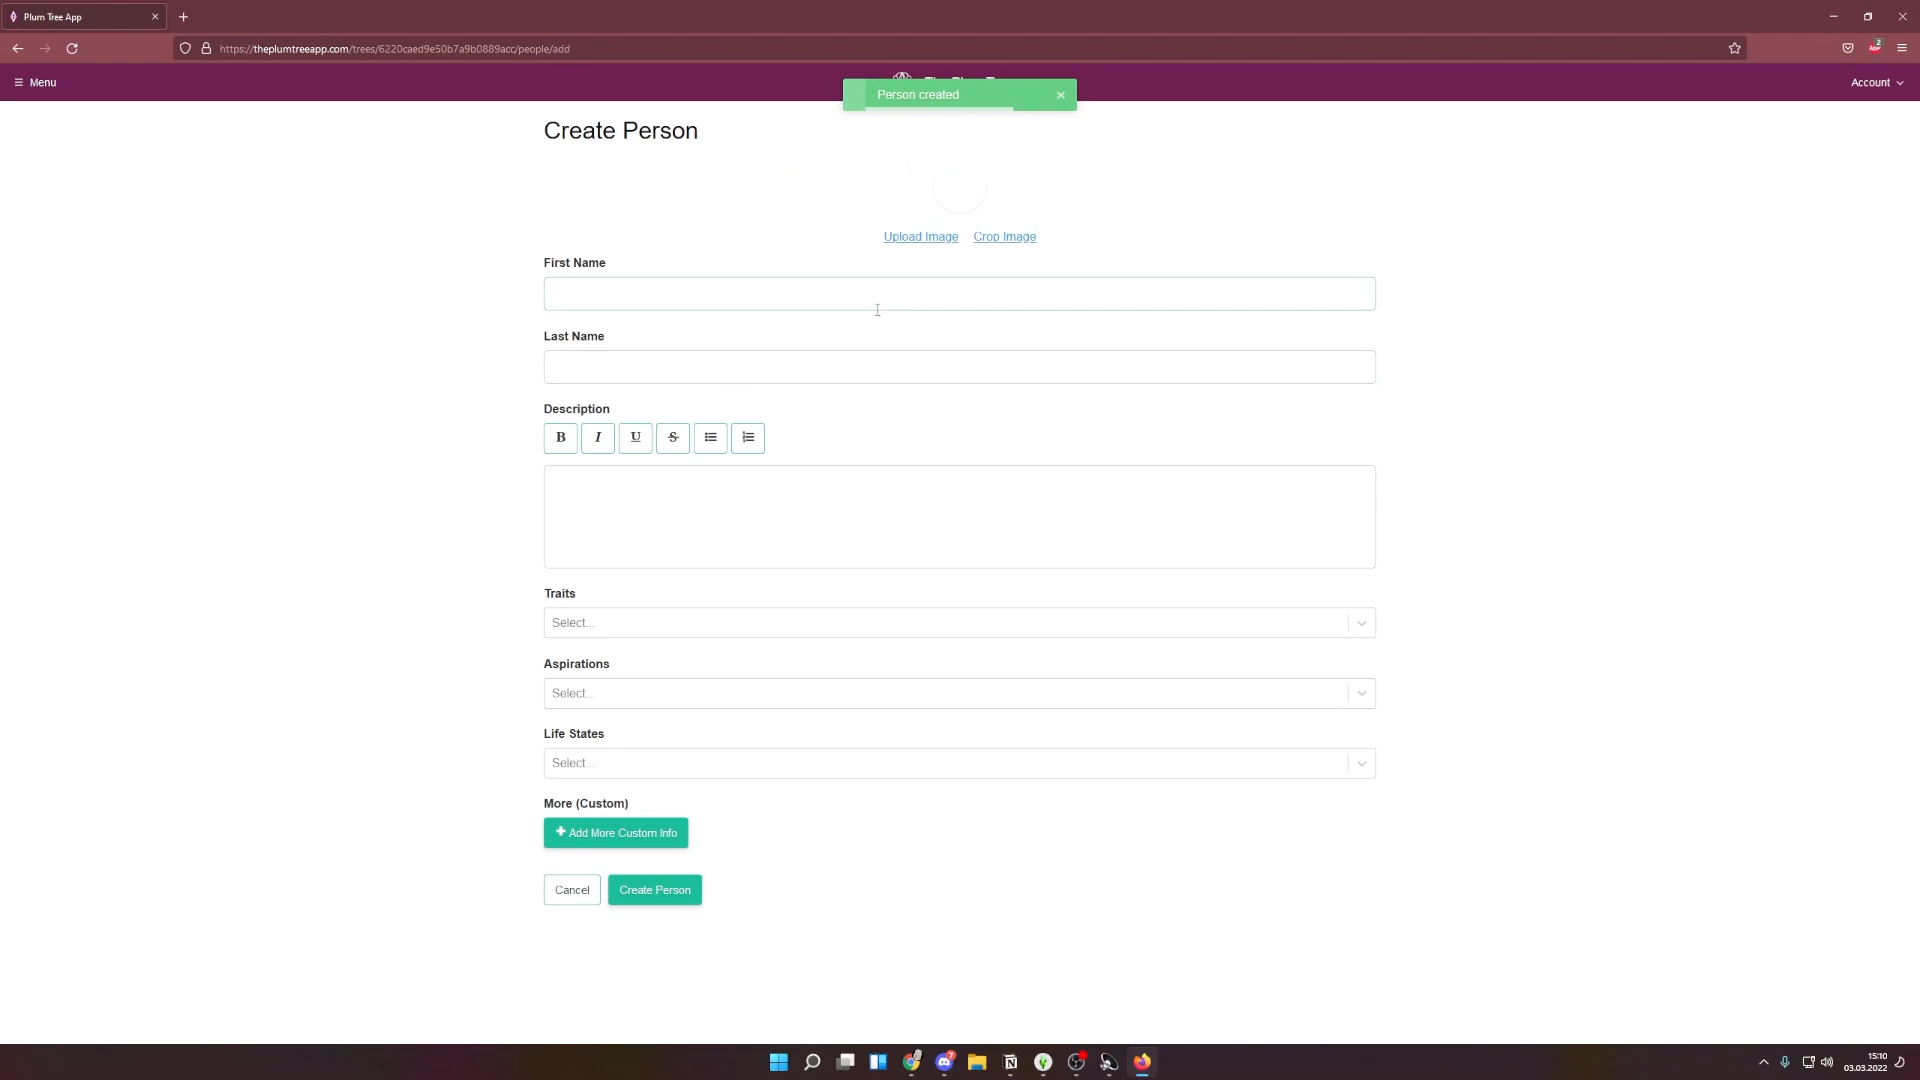 Plum Tree App
https://theplumtreeapp.com/trees/6220caed9e50b7a9b0889acc/people/add
2
Menu
Account
Person created
Create Person
Upload Image Crop Image
First Name
Last Name
Description
B I U S
Traits
Select...
Aspirations
Select...
Life States
Select...
More (Custom)
Add More Custom Info
Cancel Create Person
7
15:10
03.03.2022